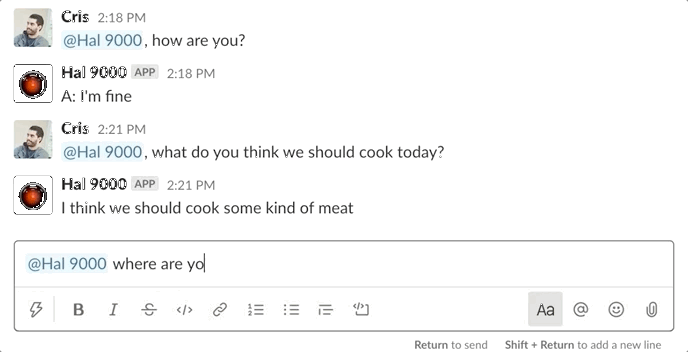 Cris 2:18 PM
@Hal 9000, how are you?
Hal 9000 APP 2:18 PM
A: I'm fine
Cris 2:21 PM
@Hal 9000, what do you think we should cook today?
Hal 9000 APP 2:21 PM
I think we should cook some kind of meat
@Hal 9000 where are yo
B I S </> Aa @
Return to send Shift + Return to add a new line